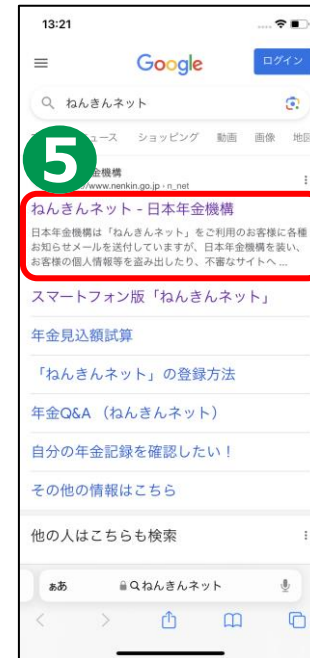 13:21
Google
ログイン
ねんきんネット
ュース ショッピング 動画 画像 地図
5
金機構
www.nenkin.go.jp › n_net
ねんきんネット - 日本年金機構
日本年金機構は「ねんきんネット」をご利用のお客様に各種
お知らせメールを送付していますが、日本年金機構を装い、
お客様の個人情報等を盗み出したり、不審なサイトへ ...
スマートフォン版「ねんきんネット」
年金見込額試算
「ねんきんネット」の登録方法
年金Q&A （ねんきんネット）
自分の年金記録を確認したい！
その他の情報はこちら
他の人はこちらも検索
ああ ねんきんネット